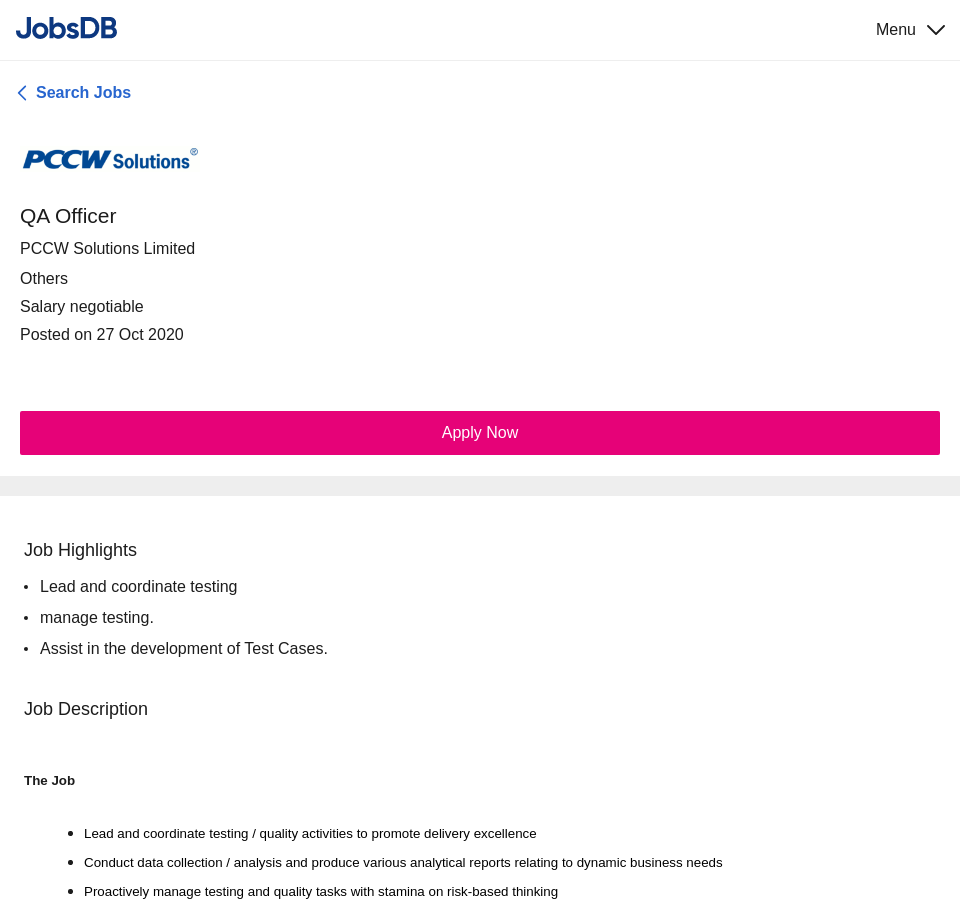 JobsDB
Menu
Search Jobs
PCCW Solutions®
QA Officer
PCCW Solutions Limited
Others
Salary negotiable
Posted on 27 Oct 2020
Apply Now
Job Highlights
• Lead and coordinate testing
• manage testing.
• Assist in the development of Test Cases.
Job Description
The Job
• Lead and coordinate testing / quality activities to promote delivery excellence
• Conduct data collection / analysis and produce various analytical reports relating to dynamic business needs
• Proactively manage testing and quality tasks with stamina on risk-based thinking